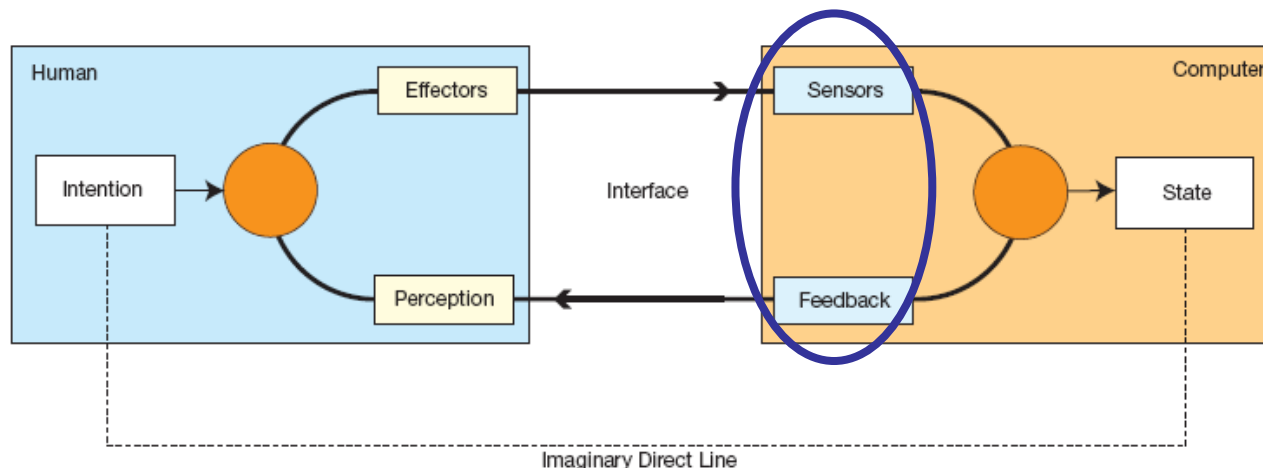 Human
Computer
Effectors
Sensors
Intention
Interface
State
Perception
Feedback
Imaginary Direct Line